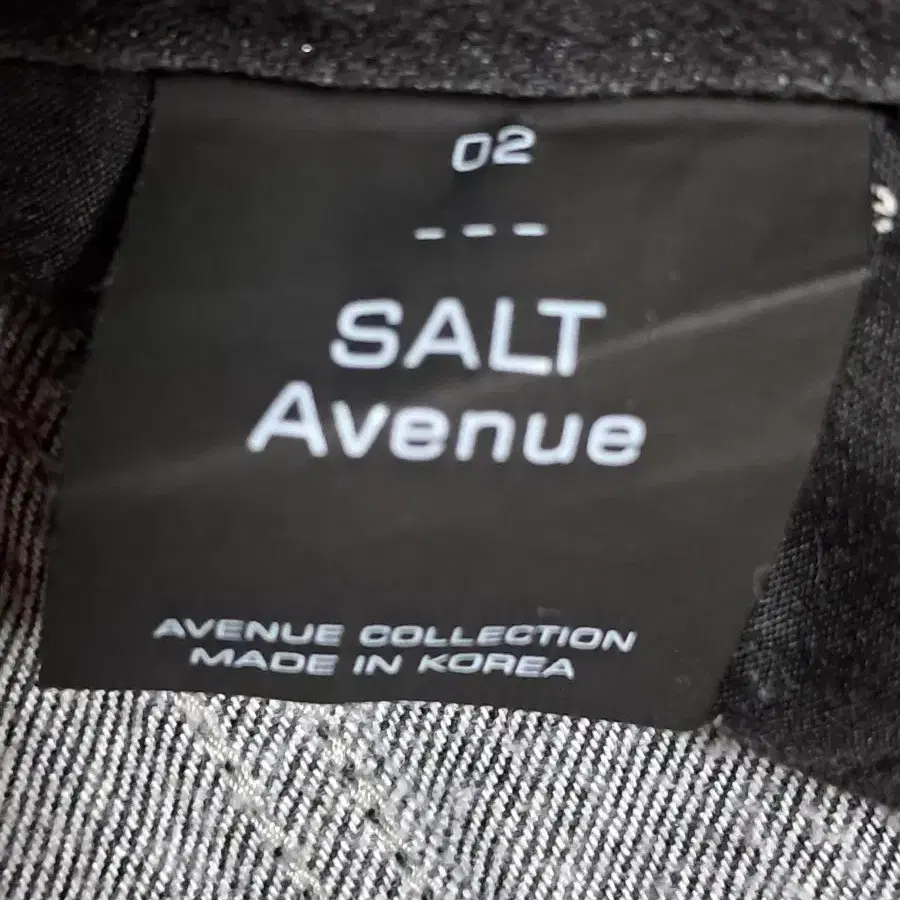 02
---
SALT
Avenue
AVENUE COLLECTION
MADE IN KOREA